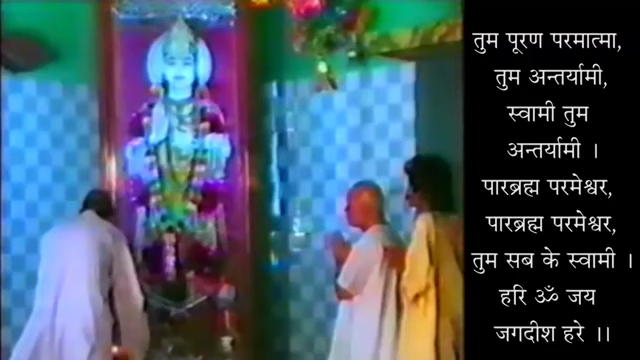 तुम पूरण परमात्मा,
तुम अन्तर्यामी,
स्वामी तुम
अन्तर्यामी ।
पारब्रह्म परमेश्वर,
पारब्रह्म परमेश्वर,
तुम सब के स्वामी ।
हरि ॐ जय
जगदीश हरे ।।